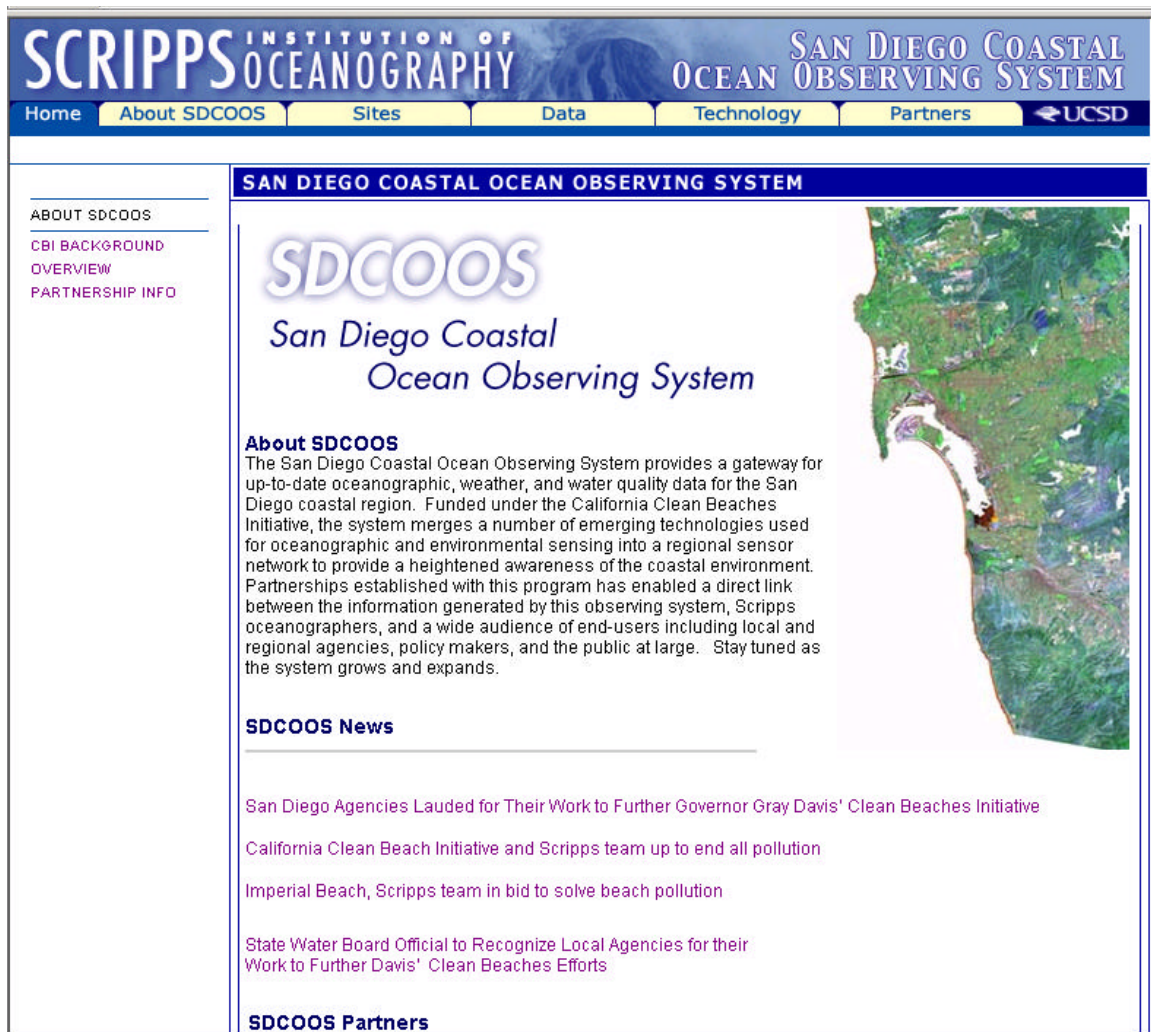 SCRIPPS INSTITUTION OF OCEANOGRAPHY
SAN DIEGO COASTAL
OCEAN OBSERVING SYSTEM
Home About SDCOOS Sites Data Technology Partners UCSD
ABOUT SDCOOS
CBI BACKGROUND
OVERVIEW
PARTNERSHIP INFO
SAN DIEGO COASTAL OCEAN OBSERVING SYSTEM
SDCOOS
San Diego Coastal
Ocean Observing System
About SDCOOS
The San Diego Coastal Ocean Observing System provides a gateway for
up-to-date oceanographic, weather, and water quality data for the San
Diego coastal region. Funded under the California Clean Beaches
Initiative, the system merges a number of emerging technologies used
for oceanographic and environmental sensing into a regional sensor
network to provide a heightened awareness of the coastal environment.
Partnerships established with this program has enabled a direct link
between the information generated by this observing system, Scripps
oceanographers, and a wide audience of end-users including local and
regional agencies, policy makers, and the public at large. Stay tuned as
the system grows and expands.
SDCOOS News
San Diego Agencies Lauded for Their Work to Further Governor Gray Davis' Clean Beaches Initiative
California Clean Beach Initiative and Scripps team up to end all pollution
Imperial Beach, Scripps team in bid to solve beach pollution
State Water Board Official to Recognize Local Agencies for their
Work to Further Davis' Clean Beaches Efforts
SDCOOS Partners